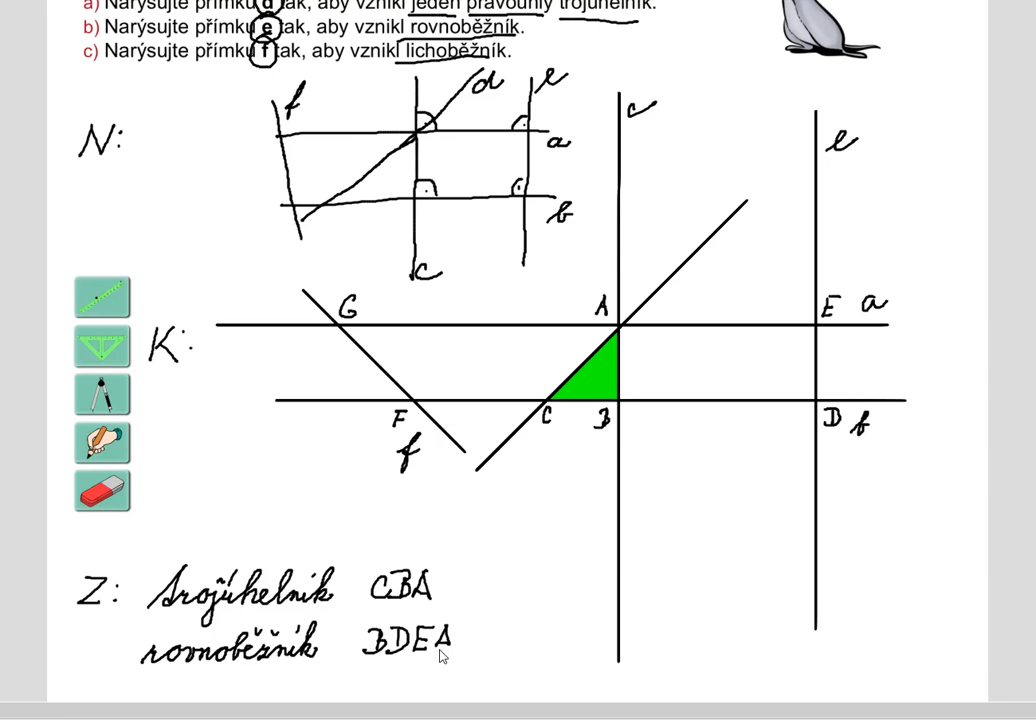 a) Narýsujte přímku d tak, aby vznikl jeden pravoúhlý trojúhelník.
b) Narýsujte přímku e tak, aby vznikl rovnoběžník.
c) Narýsujte přímku f tak, aby vznikl lichoběžník.
f d e
N: a
b
c
c
e
G A E a
K:
F C B D b
f
Z: trojúhelník CBA
rovnoběžník BDEA